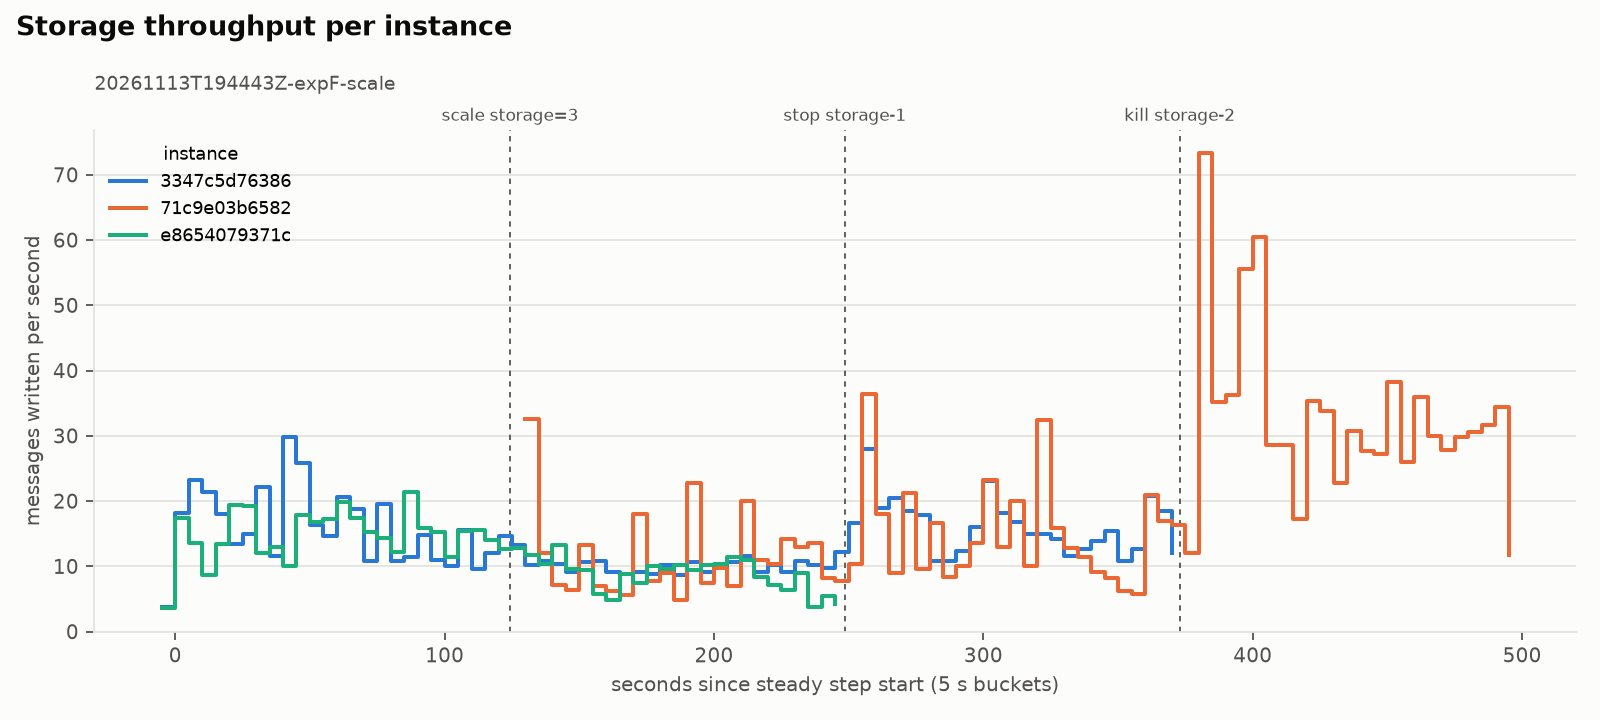 Storage throughput per instance
20261113T194443Z-expF-scale
scale storage=3
stop storage-1
kill storage-2
instance
3347c5d76386
71c9e03b6582
e8654079371c
messages written per second
70
60
50
40
30
20
10
0
0 100 200 300 400 500
seconds since steady step start (5 s buckets)